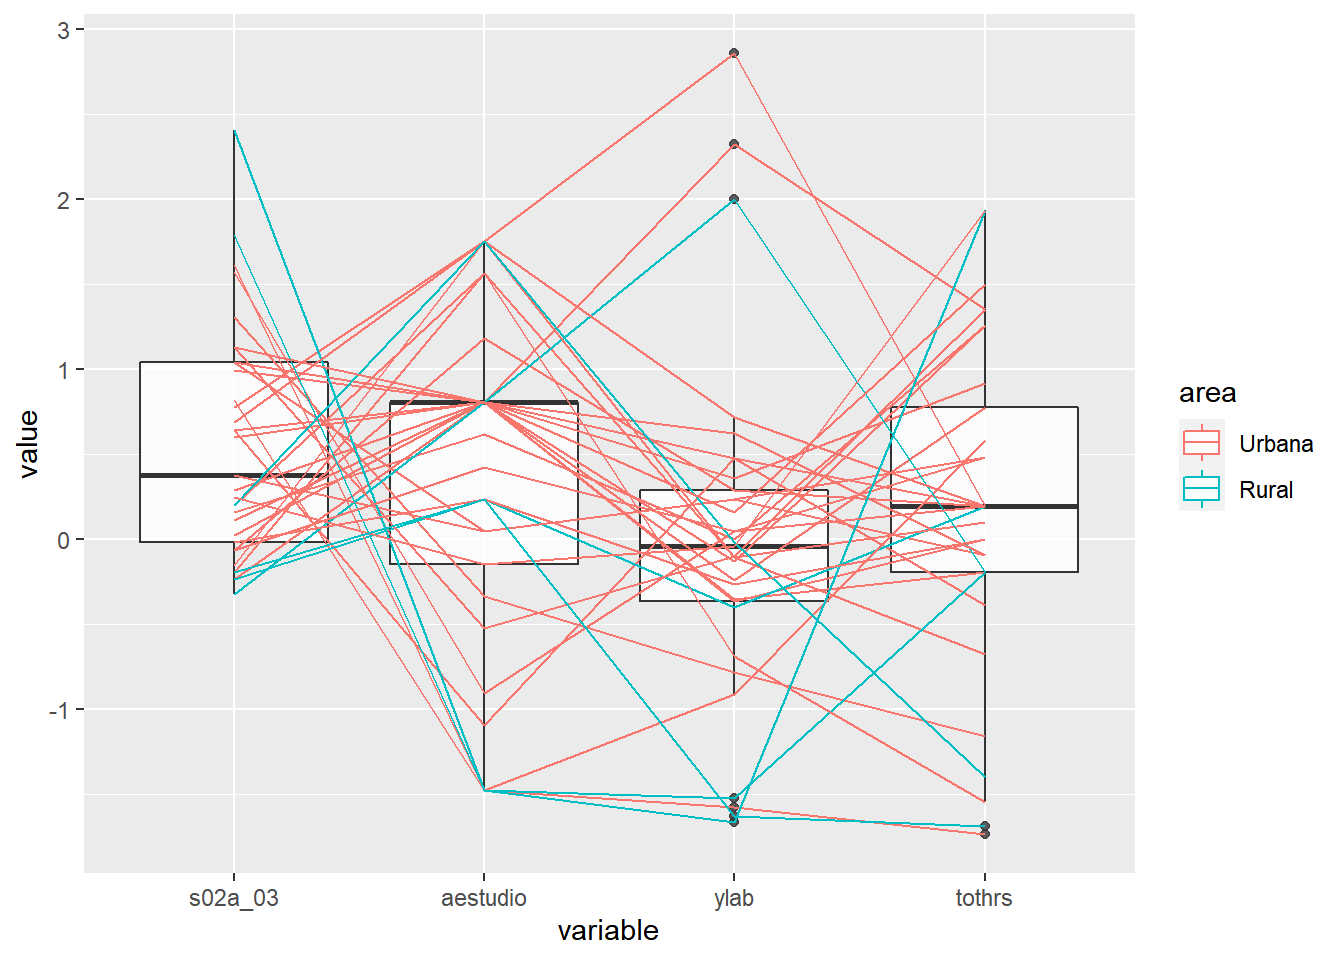 3
2
1
0
-1
value
s02a_03
aestudio
ylab
tothrs
variable
area
Urbana
Rural